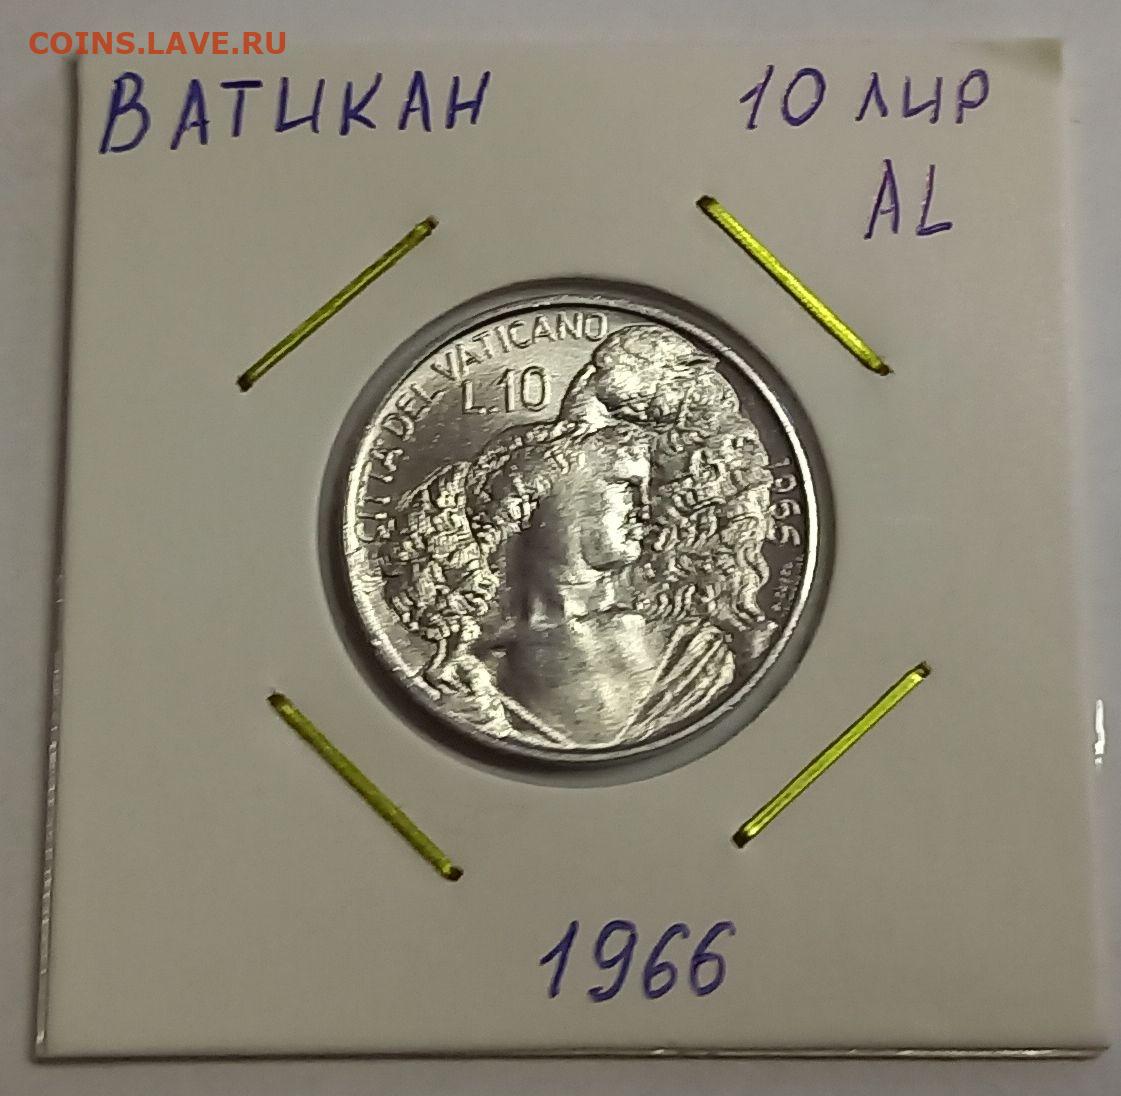 COINS.LAVE.RU
ВАТИКАН
10 ЛИР
AL
CITTA' DEL VATICANO
L.10
1966
1966